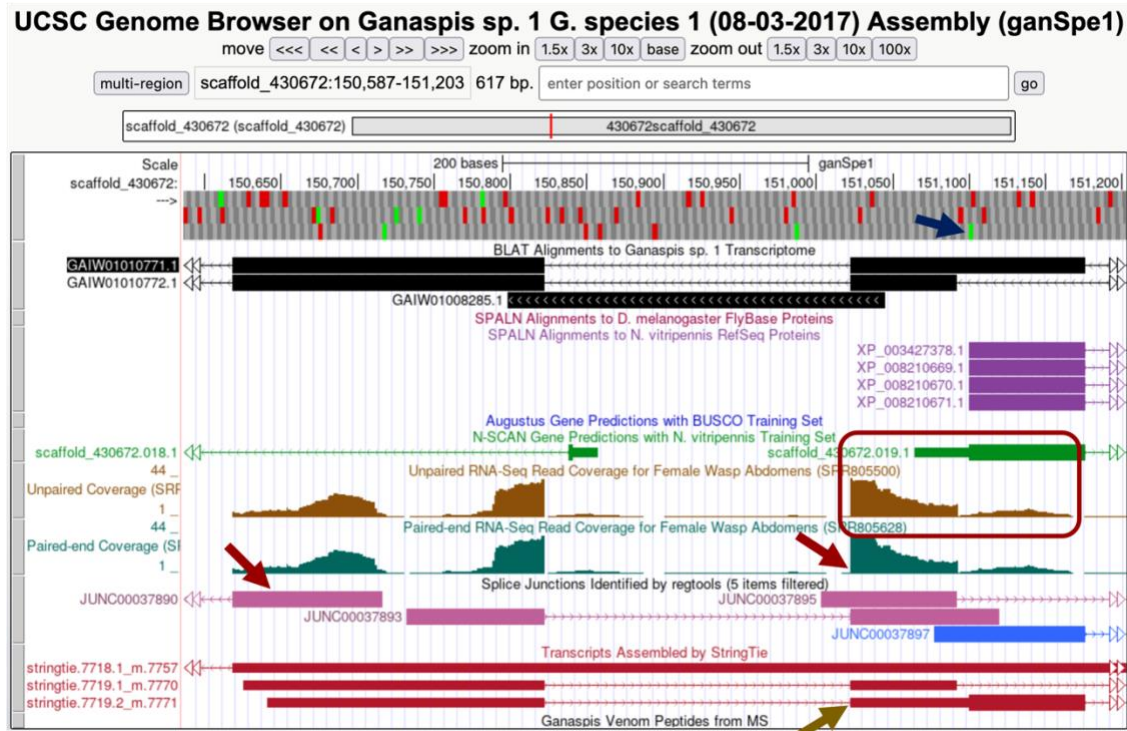 UCSC Genome Browser on Ganaspis sp. 1 G. species 1 (08-03-2017) Assembly (ganSpe1)
move <<< << < > >> >>> zoom in 1.5x 3x 10x base zoom out 1.5x 3x 10x 100x
multi-region scaffold_430672:150,587-151,203 617 bp. enter position or search terms go
scaffold_430672 (scaffold_430672) 430672scaffold_430672
Scale 200 bases ganSpe1
scaffold_430672: 150,650 150,700 150,750 150,800 150,850 150,900 150,950 151,000 151,050 151,100 151,150 151,200
--->
BLAT Alignments to Ganaspis sp. 1 Transcriptome
GAIW01010771.1
GAIW01010772.1
GAIW01008285.1
SPALN Alignments to D. melanogaster FlyBase Proteins
SPALN Alignments to N. vitripennis RefSeq Proteins
XP_003427378.1
XP_008210669.1
XP_008210670.1
XP_008210671.1
Augustus Gene Predictions with BUSCO Training Set
N-SCAN Gene Predictions with N. vitripennis Training Set
scaffold_430672.018.1 scaffold_430672.019.1
44 _ Unpaired RNA-Seq Read Coverage for Female Wasp Abdomens (SRR805500)
Unpaired Coverage (SRR
1 _
44 _ Paired-end RNA-Seq Read Coverage for Female Wasp Abdomens (SRR805628)
Paired-end Coverage (SI
1 _
Splice Junctions Identified by regtools (5 items filtered)
JUNC00037890 JUNC00037895
JUNC00037893
JUNC00037897
Transcripts Assembled by StringTie
stringtie.7718.1_m.7757
stringtie.7719.1_m.7770
stringtie.7719.2_m.7771
Ganaspis Venom Peptides from MS